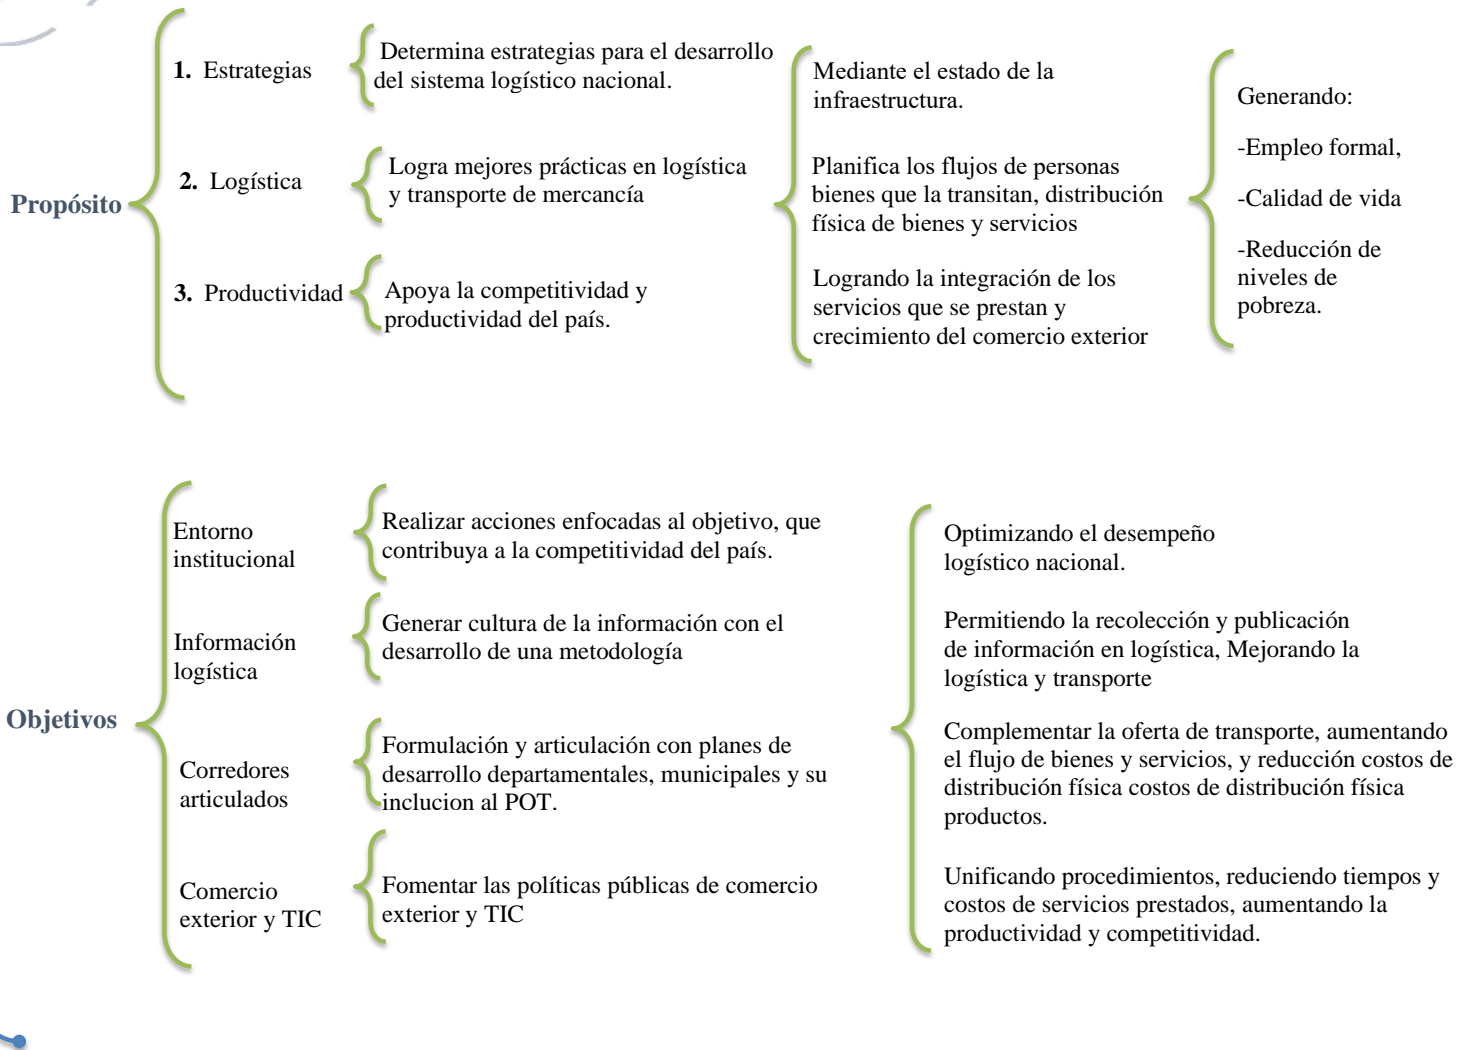 Propósito
1. Estrategias
Determina estrategias para el desarrollo
del sistema logístico nacional.
2. Logística
Logra mejores prácticas en logística
y transporte de mercancía
3. Productividad
Apoya la competitividad y
productividad del país.
Mediante el estado de la
infraestructura.
Planifica los flujos de personas
bienes que la transitan, distribución
física de bienes y servicios
Logrando la integración de los
servicios que se prestan y
crecimiento del comercio exterior
Generando:
-Empleo formal,
-Calidad de vida
-Reducción de
niveles de
pobreza.
Objetivos
Entorno
institucional
Realizar acciones enfocadas al objetivo, que
contribuya a la competitividad del país.
Información
logística
Generar cultura de la información con el
desarrollo de una metodología
Corredores
articulados
Formulación y articulación con planes de
desarrollo departamentales, municipales y su
inclucion al POT.
Comercio
exterior y TIC
Fomentar las políticas públicas de comercio
exterior y TIC
Optimizando el desempeño
logístico nacional.
Permitiendo la recolección y publicación
de información en logística, Mejorando la
logística y transporte
Complementar la oferta de transporte, aumentando
el flujo de bienes y servicios, y reducción costos de
distribución física costos de distribución física
productos.
Unificando procedimientos, reduciendo tiempos y
costos de servicios prestados, aumentando la
productividad y competitividad.